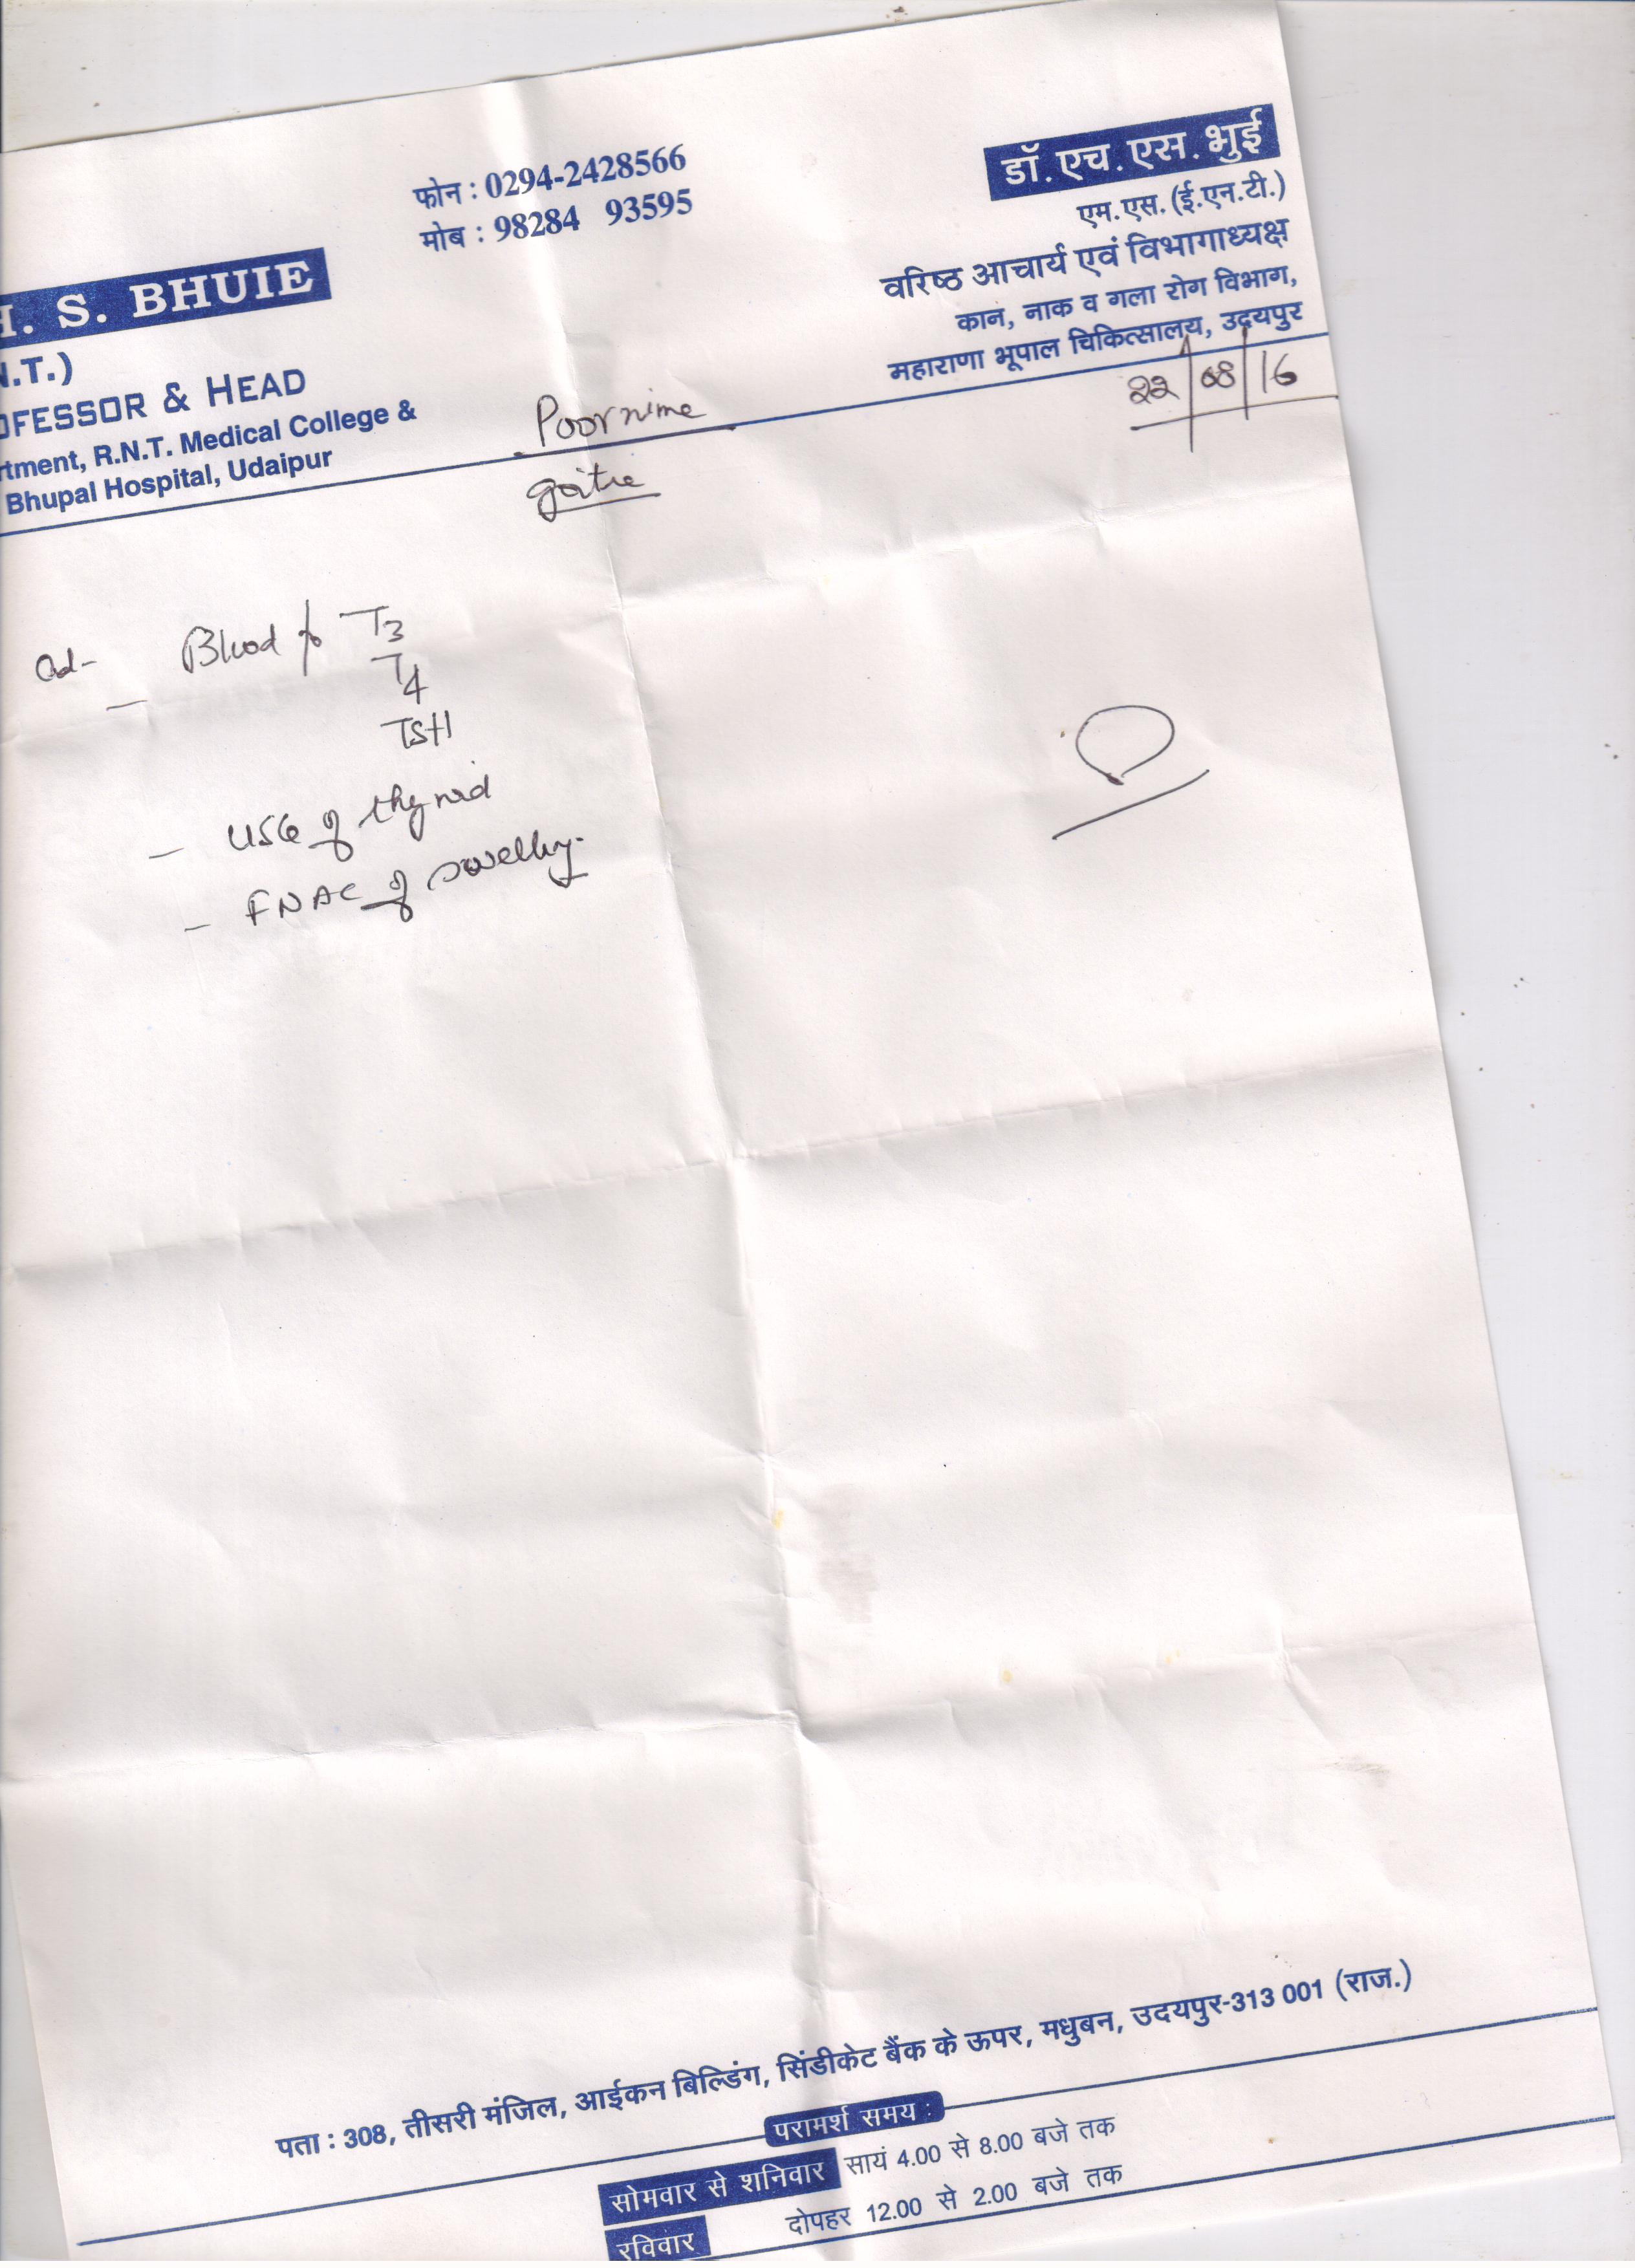 फोन : 0294-2428566
मोब : 98284 93595
डॉ. एच. एस. भुई
एम. एस. (ई.एन.टी.)
वरिष्ठ आचार्य एवं विभागाध्यक्ष
कान, नाक व गला रोग विभाग,
महाराणा भूपाल चिकित्सालय, उदयपुर
H. S. BHUIE
N.T.)
OFESSOR & HEAD
rtment, R.N.T. Medical College &
Bhupal Hospital, Udaipur
22/08/16
Poornime
goitre
Ad-
- Blood for T3
T4
TSH
- USG of thyroid
- FNAC of swelling.
पता : 308, तीसरी मंजिल, आईकन बिल्डिंग, सिंडीकेट बैंक के ऊपर, मधुबन, उदयपुर-313 001 (राज.)
परामर्श समय :
सोमवार से शनिवार सायं 4.00 से 8.00 बजे तक
रविवार दोपहर 12.00 से 2.00 बजे तक